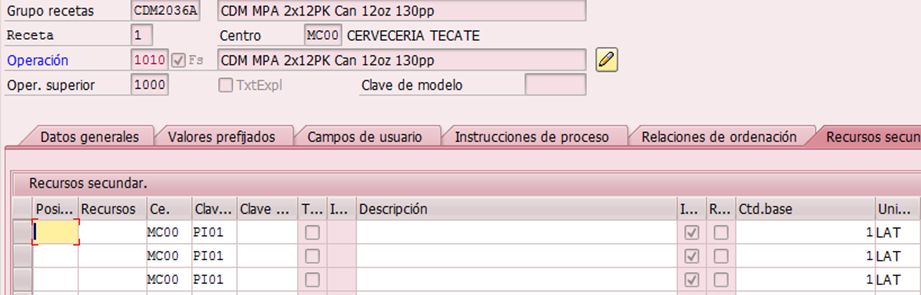 Grupo recetas CDM2036A CDM MPA 2x12PK Can 12oz 130pp
Receta 1 Centro MC00 CERVECERIA TECATE
Operación 1010 Fs CDM MPA 2x12PK Can 12oz 130pp
Oper. superior 1000 TxtExpl Clave de modelo
Datos generales Valores prefijados Campos de usuario Instrucciones de proceso Relaciones de ordenación Recursos secun
Recursos secundar.
Posi... Recursos Ce. Clav... Clave ... T... I... Descripción I... R... Ctd.base Uni...
MC00 PI01 1 LAT
MC00 PI01 1 LAT
MC00 PI01 1 LAT